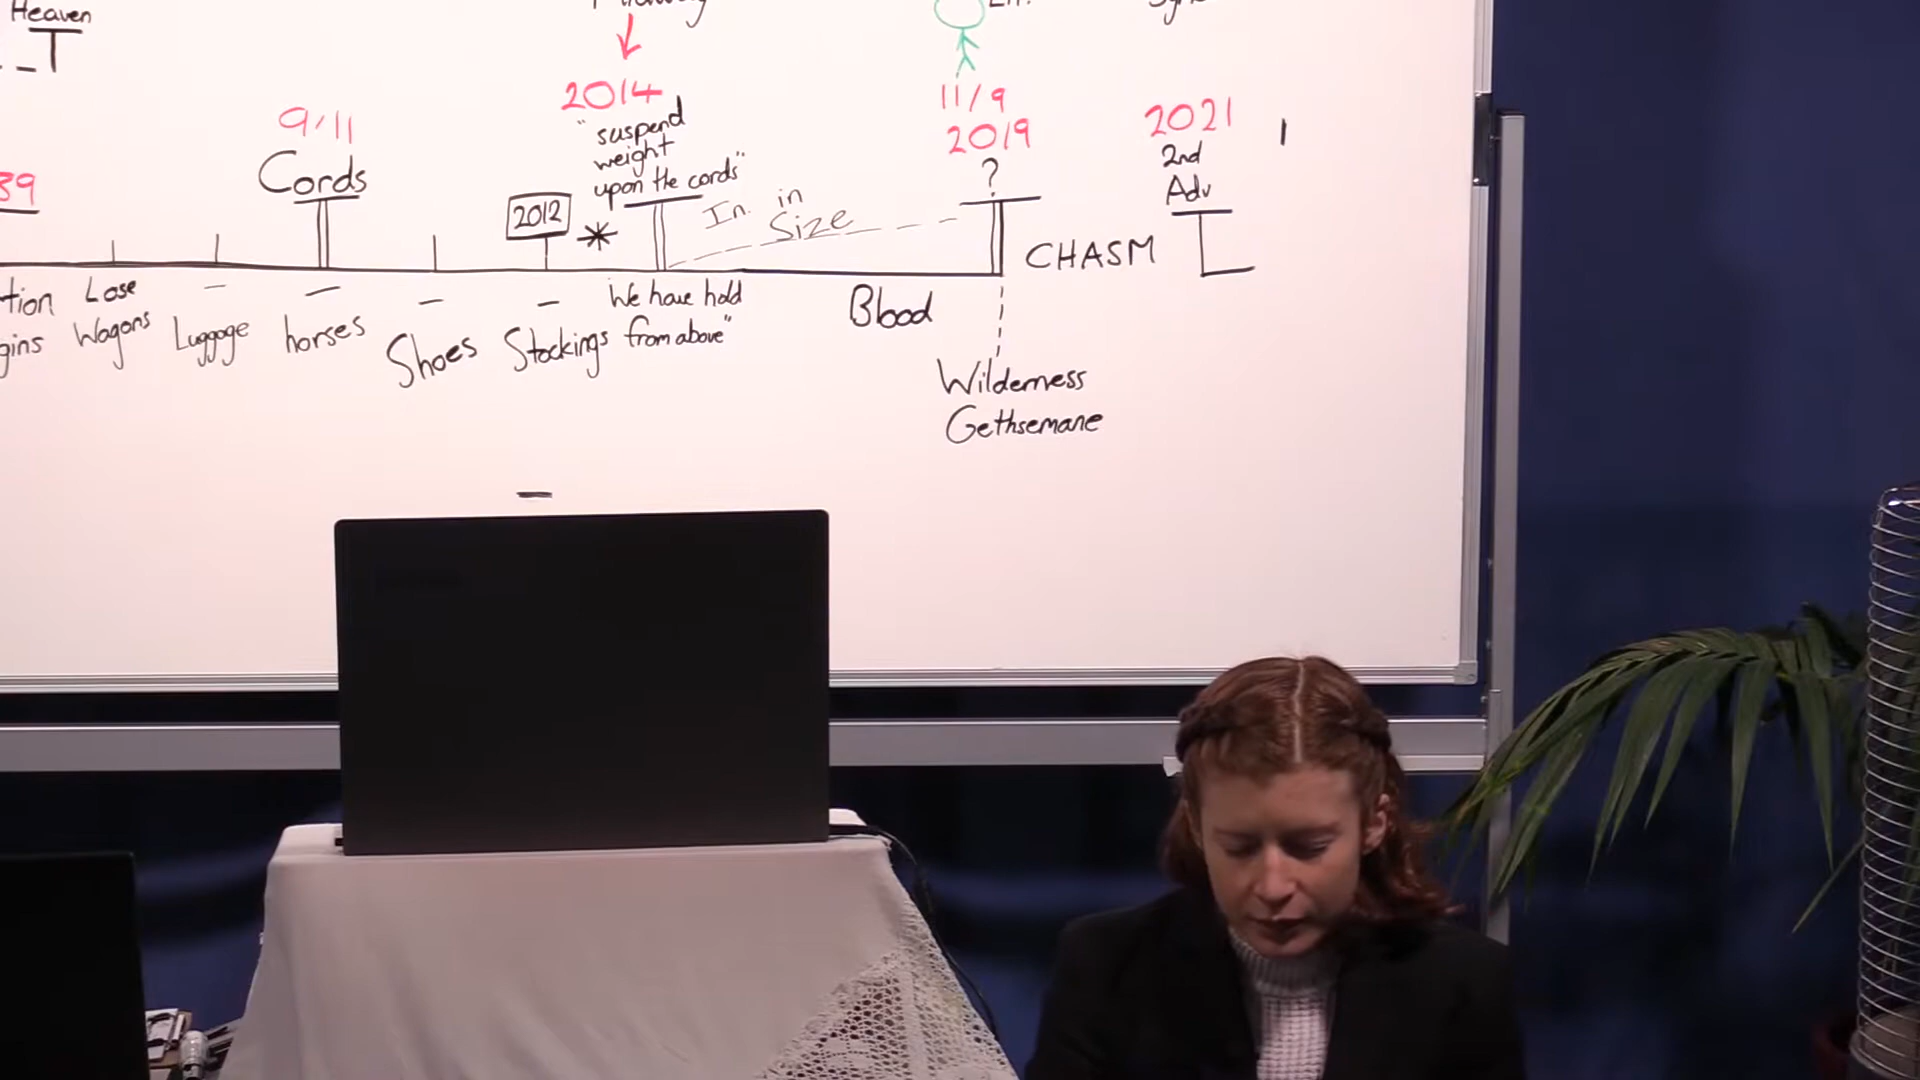 Heaven
11/9
2014
9/11
2019
2021
"suspend
weight
upon the cords"
?
2nd
Adv
Cords
39
2012
In. in
Size
CHASM
Lose
Wagons
–
Luggage
–
horses
–
Shoes
–
Stockings
We have hold
from above"
Blood
Wilderness
Gethsemane